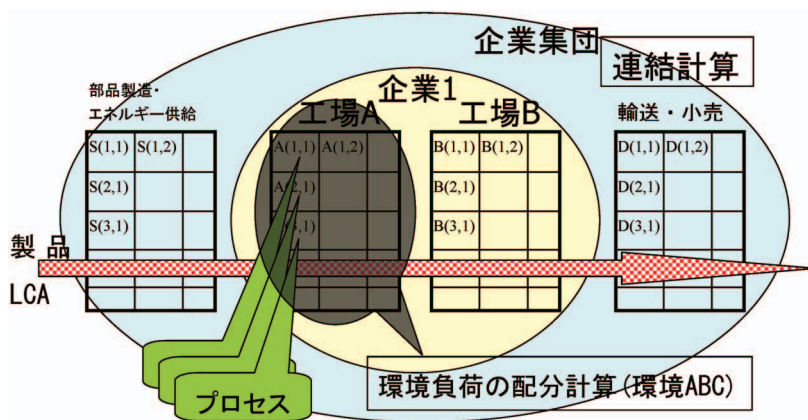 企業集団
連結計算
部品製造・
エネルギー供給
企業1
工場A
工場B
輸送・小売
S(1,1) S(1,2)
S(2,1)
S(3,1)
A(1,1) A(1,2)
A(2,1)
A(3,1)
B(1,1) B(1,2)
B(2,1)
B(3,1)
D(1,1) D(1,2)
D(2,1)
D(3,1)
製品
LCA
プロセス
環境負荷の配分計算(環境ABC)